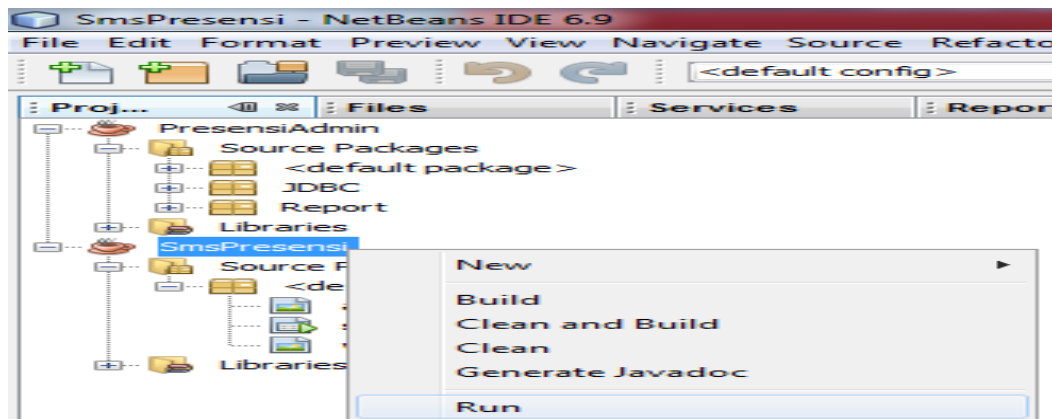 SmsPresensi - NetBeans IDE 6.9
File Edit Format Preview View Navigate Source Refacto
<default config>
Proj... Files Services Repor
PresensiAdmin
Source Packages
<default package>
JDBC
Report
Libraries
SmsPresensi
Source P
<de
Libraries
New
Build
Clean and Build
Clean
Generate Javadoc
Run